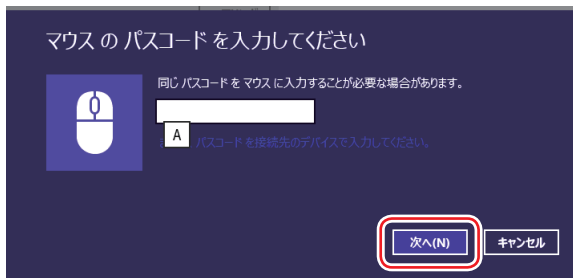 マウス の パスコード を入力してください
同じ パスコード を マウス に入力することが必要な場合があります。
A
パスコード を接続先のデバイスで入力してください。
次へ(N) キャンセル